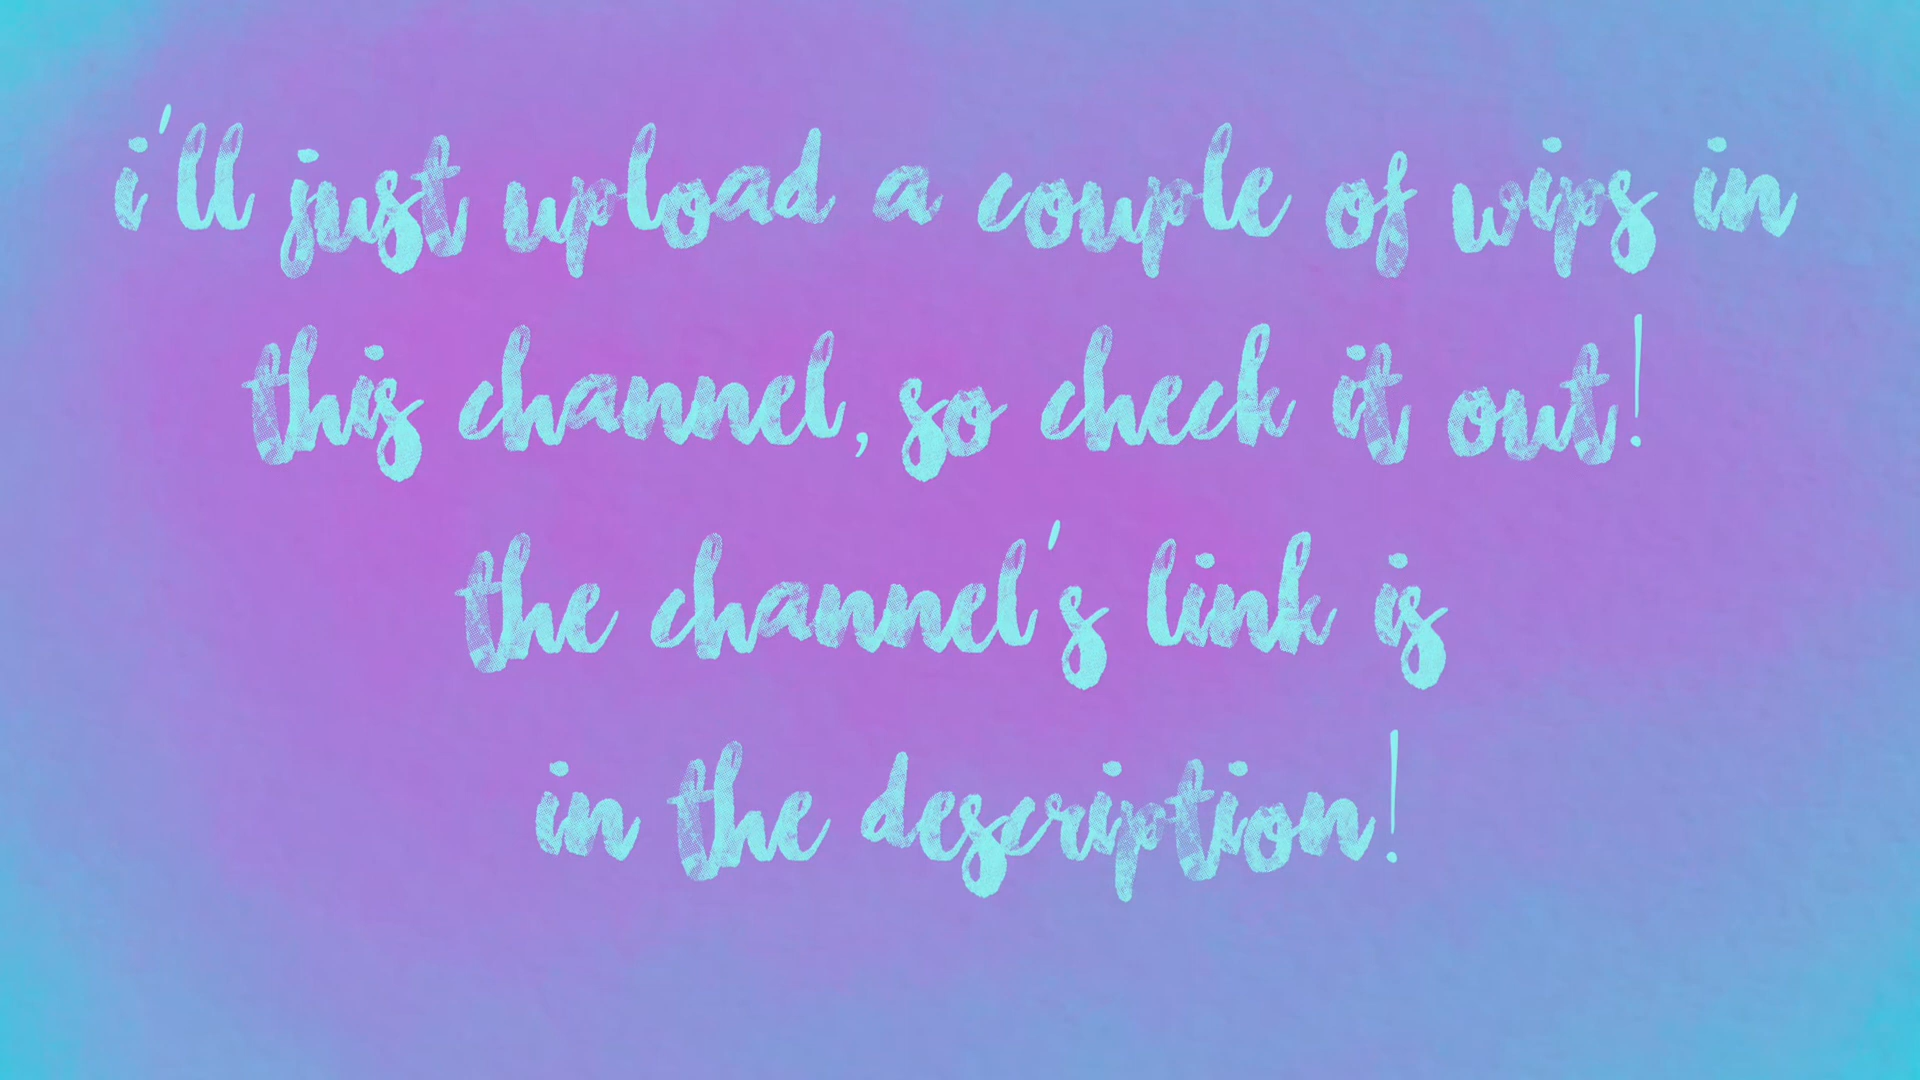 i'll just upload a couple of wips in
this channel, so check it out!
the channel's link is
in the description!